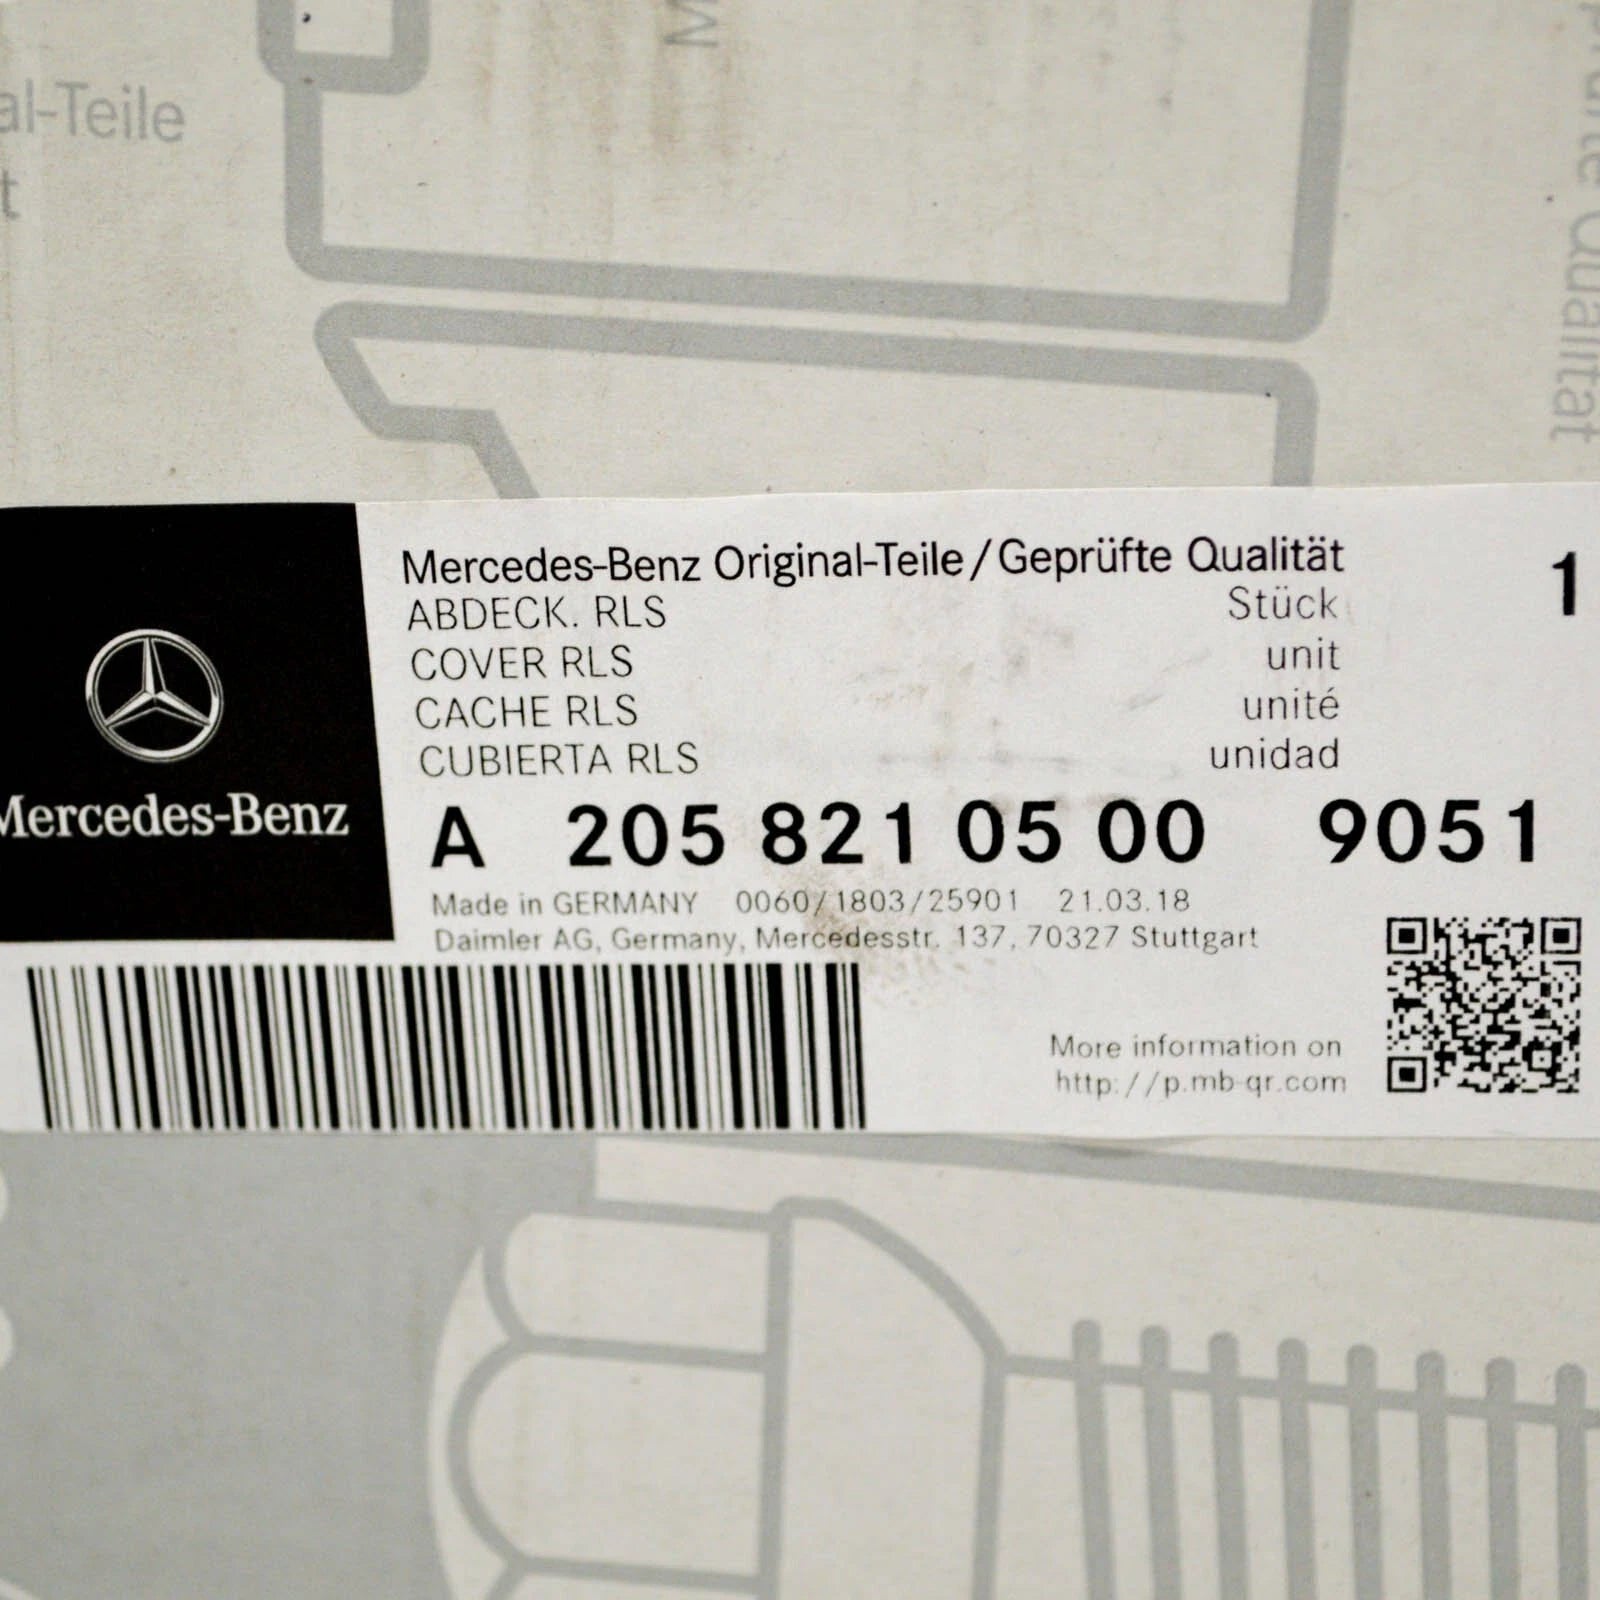 al-Teile
t
Qualität
Mercedes-Benz Original-Teile/Geprüfte Qualität
ABDECK. RLS Stück 1
COVER RLS unit
CACHE RLS unité
CUBIERTA RLS unidad
Mercedes-Benz
A 205 821 05 00 9051
Made in GERMANY 0060/1803/25901 21.03.18
Daimler AG, Germany, Mercedesstr. 137, 70327 Stuttgart
More information on
http://p.mb-qr.com